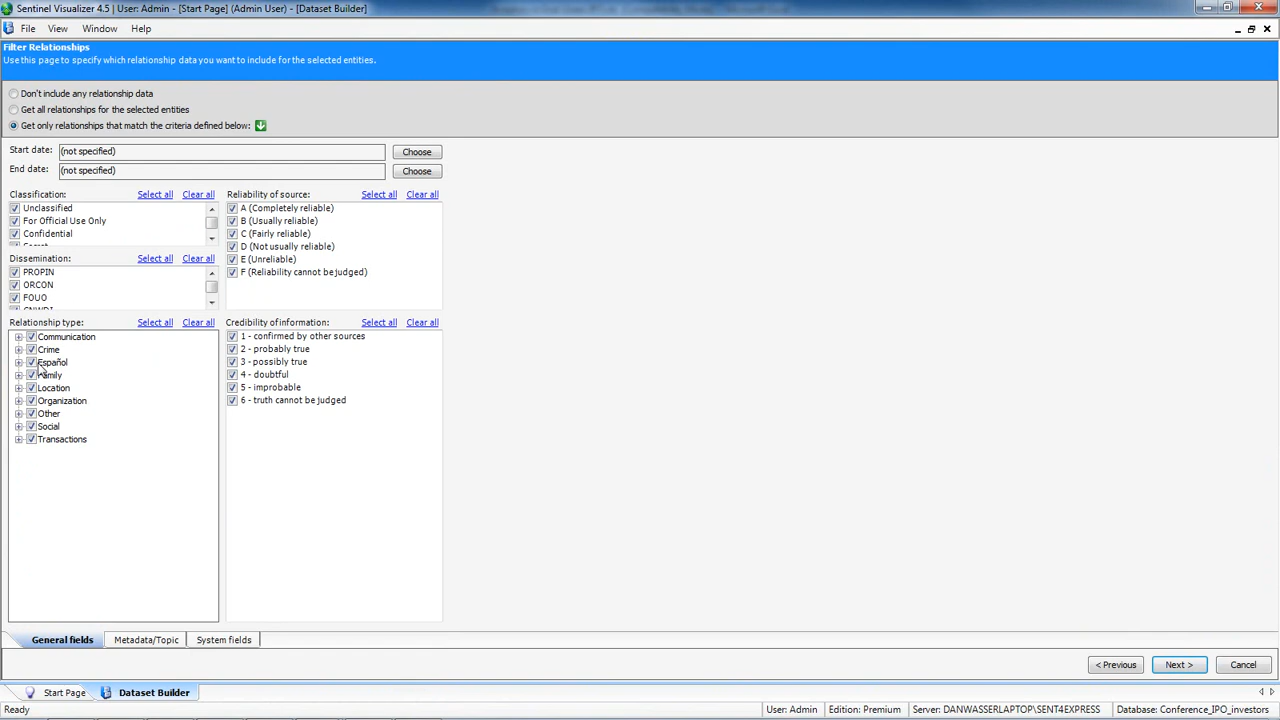 Sentinel Visualizer 4.5 | User: Admin - [Start Page] (Admin User) - [Dataset Builder]
File View Window Help
Filter Relationships
Use this page to specify which relationship data you want to include for the selected entities.
Don't include any relationship data
Get all relationships for the selected entities
Get only relationships that match the criteria defined below:
Start date: (not specified) Choose
End date: (not specified) Choose
Classification: Select all Clear all
Unclassified
For Official Use Only
Confidential
Reliability of source: Select all Clear all
A (Completely reliable)
B (Usually reliable)
C (Fairly reliable)
D (Not usually reliable)
E (Unreliable)
F (Reliability cannot be judged)
Dissemination: Select all Clear all
PROPIN
ORCON
FOUO
Relationship type: Select all Clear all
Communication
Crime
Español
Family
Location
Organization
Other
Social
Transactions
Credibility of information: Select all Clear all
1 - confirmed by other sources
2 - probably true
3 - possibly true
4 - doubtful
5 - improbable
6 - truth cannot be judged
General fields Metadata/Topic System fields
< Previous Next > Cancel
Start Page Dataset Builder
Ready User: Admin Edition: Premium Server: DANWASSERLAPTOP\SENT4EXPRESS Database: Conference_IPO_investors